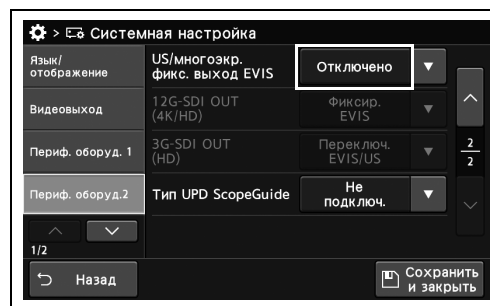 > Системная настройка
Язык/
отображение
Видеовыход
Периф. оборуд. 1
Периф. оборуд.2
1/2
US/многоэкр.
фикс. выход EVIS
Отключено
12G-SDI OUT
(4K/HD)
Фиксир.
EVIS
3G-SDI OUT
(HD)
Переключ.
EVIS/US
Тип UPD ScopeGuide
Не
подключ.
2
2
Назад
Сохранить
и закрыть